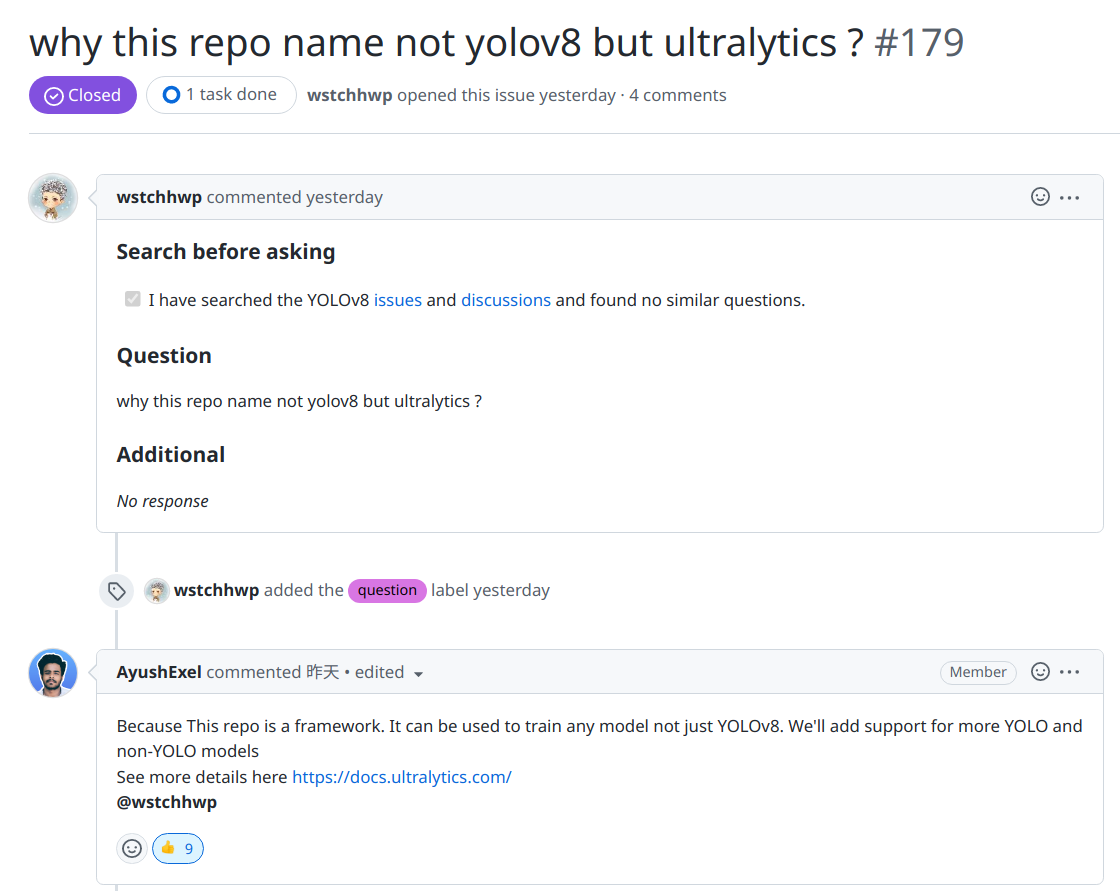 why this repo name not yolov8 but ultralytics ? #179
Closed 1 task done wstchhwp opened this issue yesterday · 4 comments
wstchhwp commented yesterday
Search before asking
I have searched the YOLOv8 issues and discussions and found no similar questions.
Question
why this repo name not yolov8 but ultralytics ?
Additional
No response
wstchhwp added the question label yesterday
AyushExel commented 昨天 • edited Member
Because This repo is a framework. It can be used to train any model not just YOLOv8. We'll add support for more YOLO and
non-YOLO models
See more details here https://docs.ultralytics.com/
@wstchhwp
👍 9